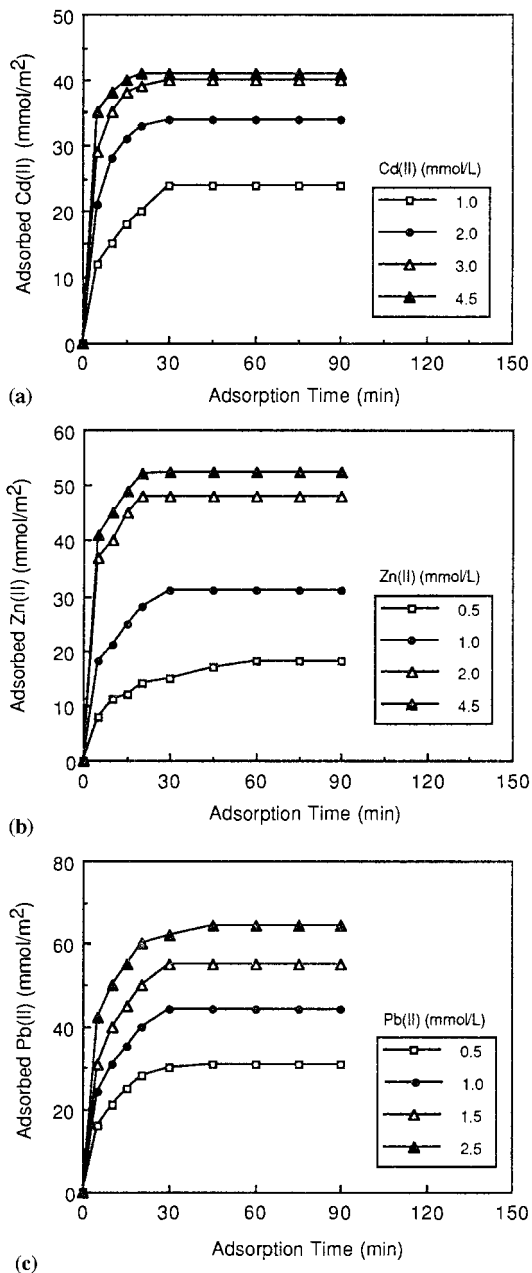 50
40
30
20
10
0
Adsorbed Cd(II) (mmol/m²)
Cd(II) (mmol/L)
1.0
2.0
3.0
4.5
0 30 60 90 120 150
Adsorption Time (min)
(a)
60
50
40
30
20
10
0
Adsorbed Zn(II) (mmol/m²)
Zn(II) (mmol/L)
0.5
1.0
2.0
4.5
0 30 60 90 120 150
Adsorption Time (min)
(b)
80
60
40
20
0
Adsorbed Pb(II) (mmol/m²)
Pb(II) (mmol/L)
0.5
1.0
1.5
2.5
0 30 60 90 120 150
Adsorption Time (min)
(c)